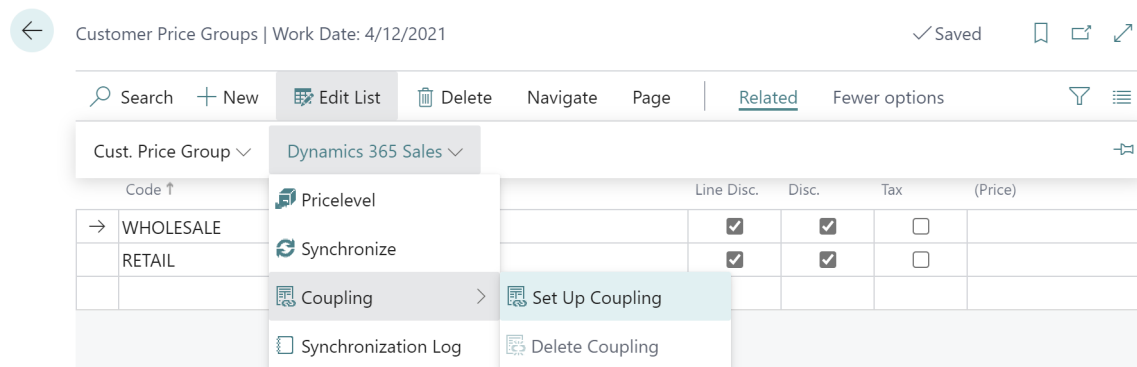 Customer Price Groups | Work Date: 4/12/2021
Saved
Search
New
Edit List
Delete
Navigate
Page
Related
Fewer options
Cust. Price Group
Dynamics 365 Sales
Code ↑
Line Disc.
Disc.
Tax
(Price)
Pricelevel
WHOLESALE
Synchronize
RETAIL
Coupling
Set Up Coupling
Synchronization Log
Delete Coupling